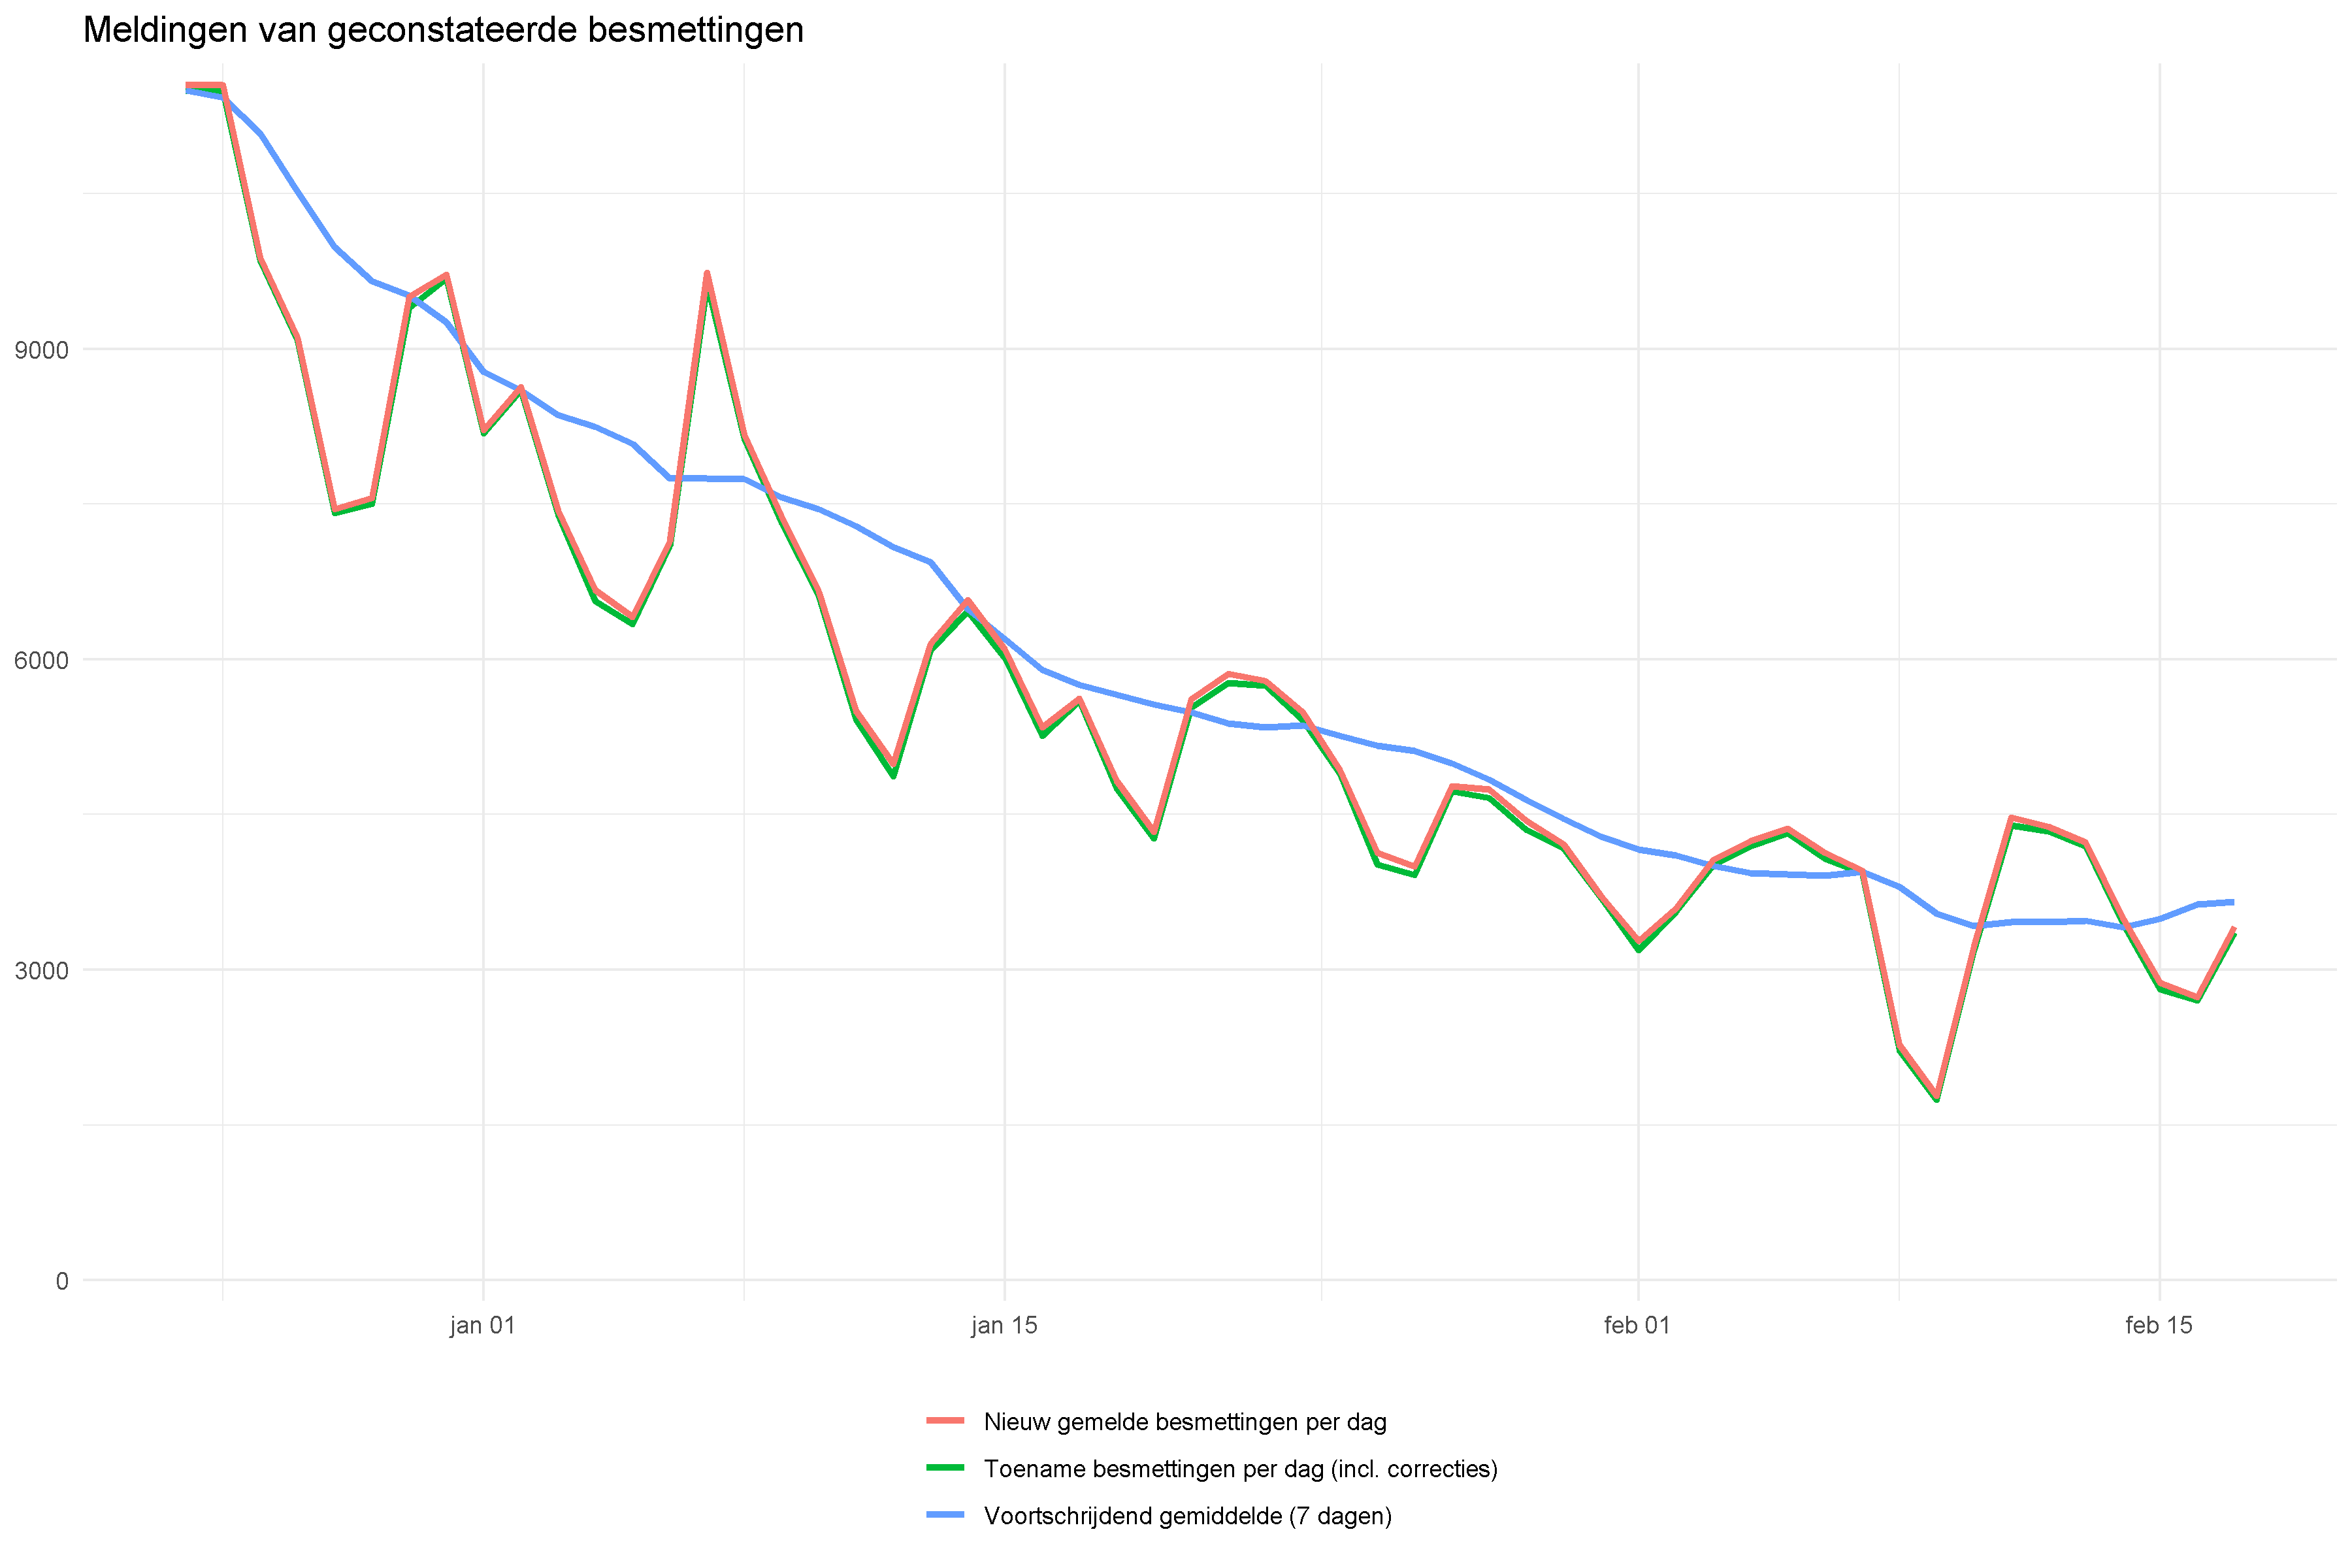 Meldingen van geconstateerde besmettingen
9000
6000
3000
0
jan 01
jan 15
feb 01
feb 15
Nieuw gemelde besmettingen per dag
Toename besmettingen per dag (incl. correcties)
Voortschrijdend gemiddelde (7 dagen)